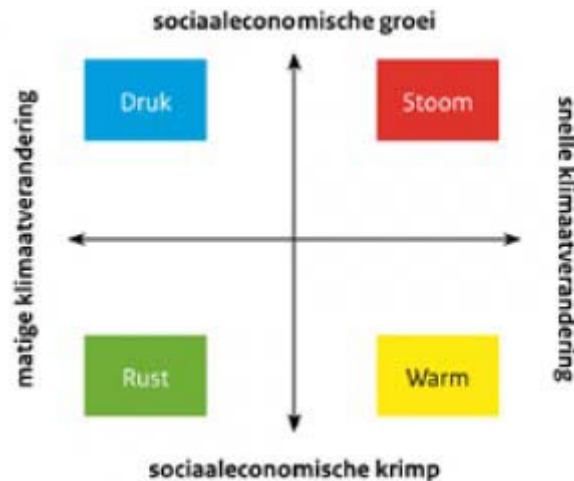 sociaaleconomische groei
Druk
Stoom
matige klimaatverandering
snelle klimaatverandering
Rust
Warm
sociaaleconomische krimp